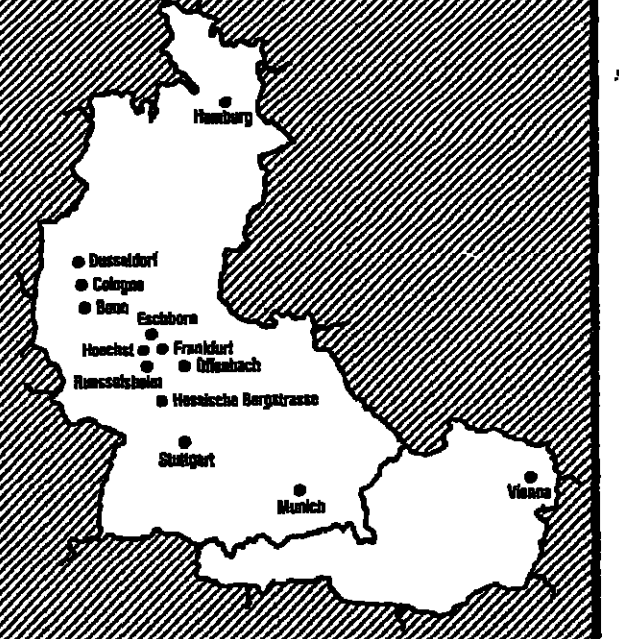 Hamburg
Dusseldorf
Cologne
Bonn
Eschborn
Hoechst
Frankfurt
Offenbach
Ruesselsheim
Hessische Bergstrasse
Stuttgart
Munich
Vienna